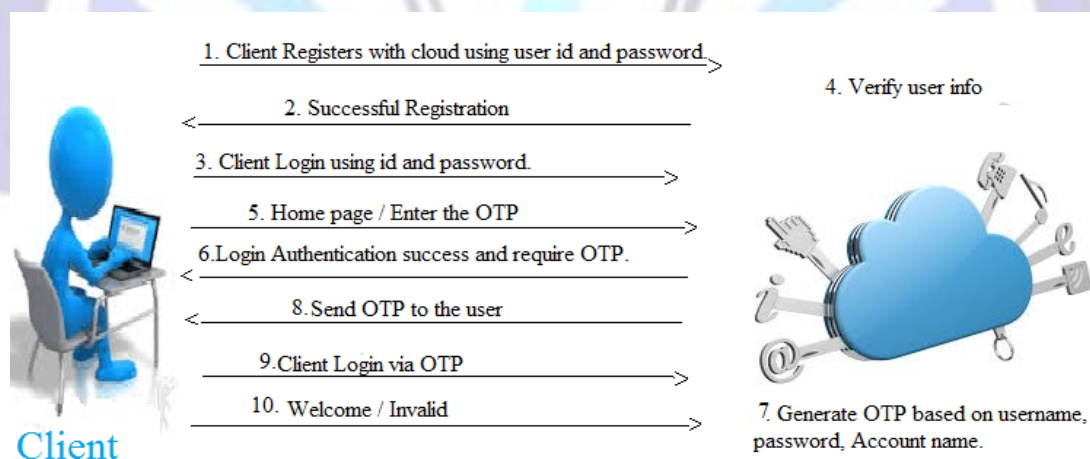 1. Client Registers with cloud using user id and password.
4. Verify user info
2. Successful Registration
3. Client Login using id and password.
5. Home page / Enter the OTP
6.Login Authentication success and require OTP.
8.Send OTP to the user
9.Client Login via OTP
10. Welcome / Invalid
7. Generate OTP based on username,
password, Account name.
Client